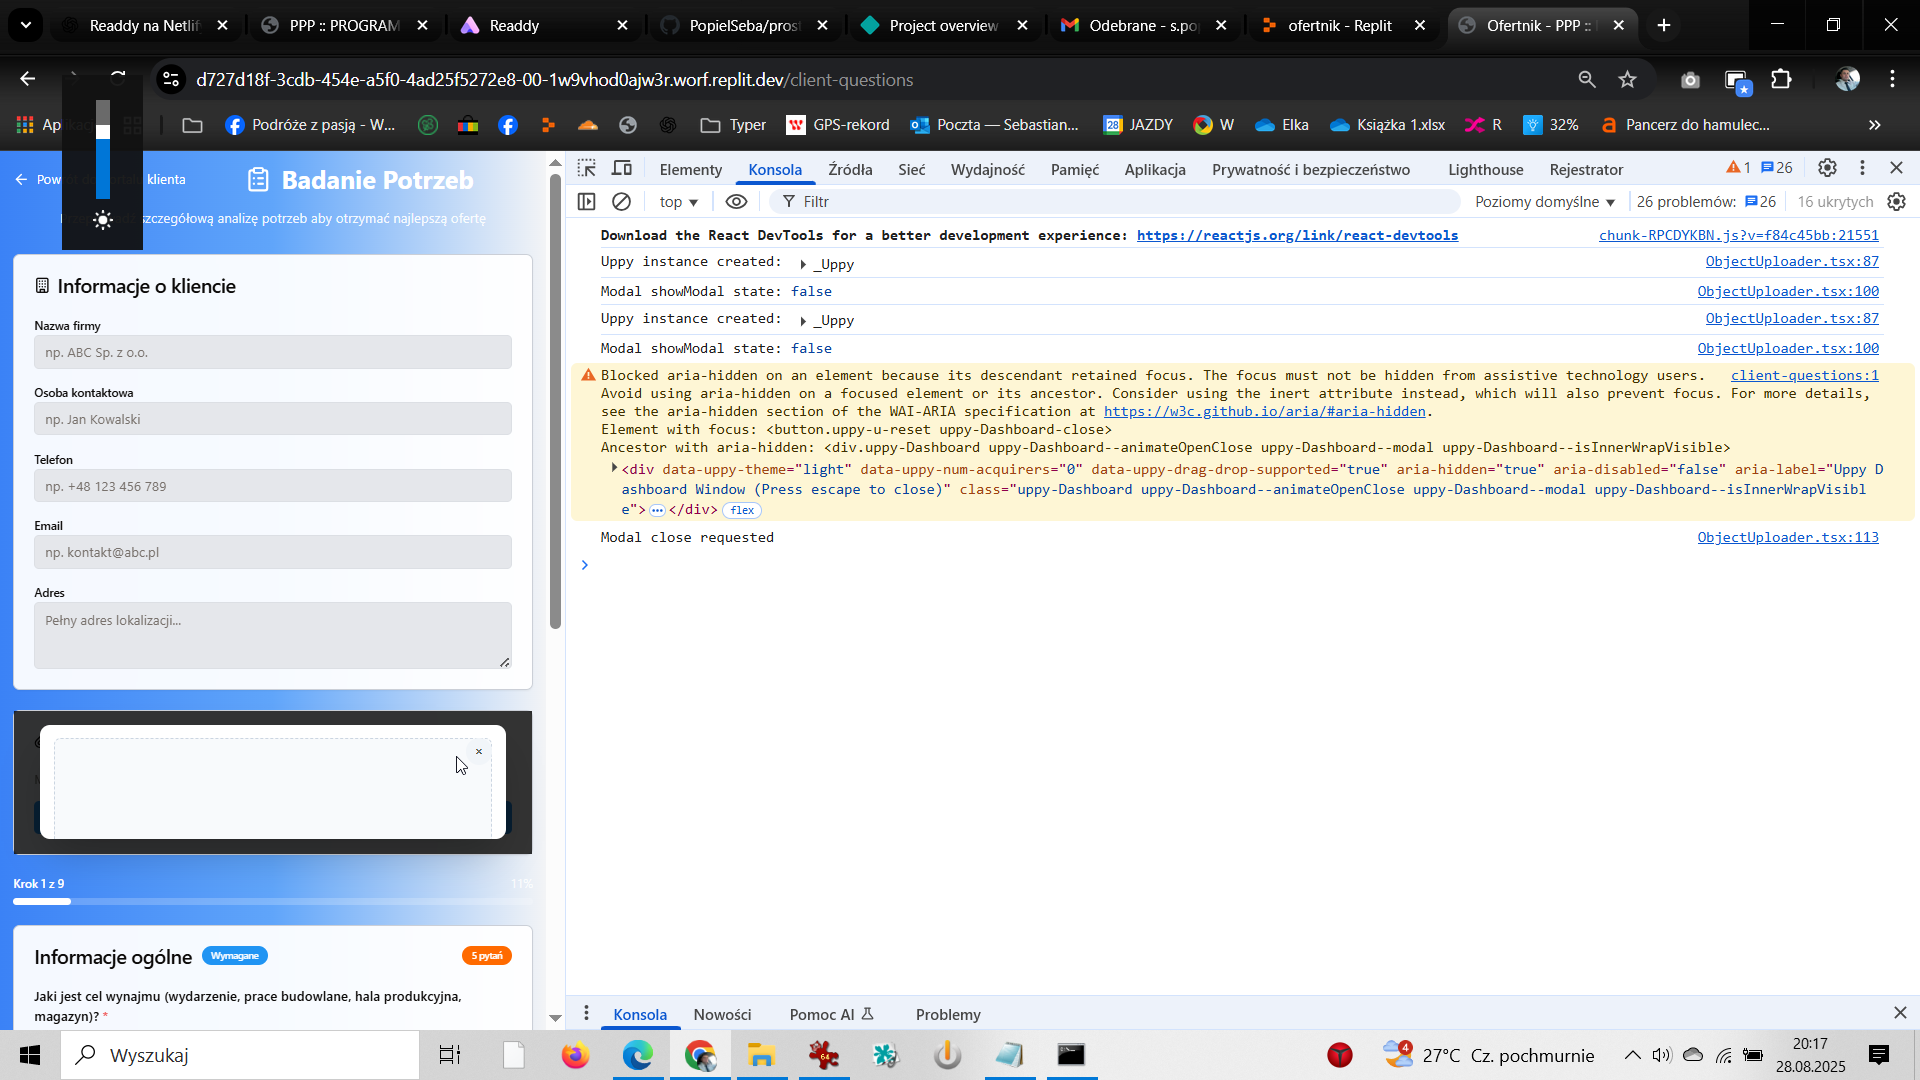 Readdy na Netlif
PPP :: PROGRAM
Readdy
PopielSeba/prost
Project overview
Odebrane - s.po
ofertnik - Replit
Ofertnik - PPP ::
d727d18f-3cdb-454e-a5f0-4ad25f5272e8-00-1w9vhod0ajw3r.worf.replit.dev/client-questions
Podróże z pasją - W...
Typer
GPS-rekord
Poczta — Sebastian...
JAZDY
W
Elka
Książka 1.xlsx
R
32%
Pancerz do hamulec...
klienta
Badanie Potrzeb
szczegółową analizę potrzeb aby otrzymać najlepszą ofertę
Informacje o kliencie
Nazwa firmy
np. ABC Sp. z o.o.
Osoba kontaktowa
np. Jan Kowalski
Telefon
np. +48 123 456 789
Email
np. kontakt@abc.pl
Adres
Pełny adres lokalizacji...
Krok 1 z 9
11%
Informacje ogólne
Wymagane
5 pytań
Jaki jest cel wynajmu (wydarzenie, prace budowlane, hala produkcyjna,
magazyn)? *
Elementy
Konsola
Źródła
Sieć
Wydajność
Pamięć
Aplikacja
Prywatność i bezpieczeństwo
Lighthouse
Rejestrator
1
26
top
Filtr
Poziomy domyślne
26 problemów:
26
16 ukrytych
Download the React DevTools for a better development experience: https://reactjs.org/link/react-devtools
chunk-RPCDYKBN.js?v=f84c45bb:21551
Uppy instance created: _Uppy
ObjectUploader.tsx:87
Modal showModal state: false
ObjectUploader.tsx:100
Uppy instance created: _Uppy
ObjectUploader.tsx:87
Modal showModal state: false
ObjectUploader.tsx:100
Blocked aria-hidden on an element because its descendant retained focus. The focus must not be hidden from assistive technology users.
client-questions:1
Avoid using aria-hidden on a focused element or its ancestor. Consider using the inert attribute instead, which will also prevent focus. For more details,
see the aria-hidden section of the WAI-ARIA specification at https://w3c.github.io/aria/#aria-hidden.
Element with focus: <button.uppy-u-reset uppy-Dashboard-close>
Ancestor with aria-hidden: <div.uppy-Dashboard uppy-Dashboard--animateOpenClose uppy-Dashboard--modal uppy-Dashboard--isInnerWrapVisible>
<div data-uppy-theme="light" data-uppy-num-acquirers="0" data-uppy-drag-drop-supported="true" aria-hidden="true" aria-disabled="false" aria-label="Uppy D
ashboard Window (Press escape to close)" class="uppy-Dashboard uppy-Dashboard--animateOpenClose uppy-Dashboard--modal uppy-Dashboard--isInnerWrapVisibl
e">…</div> flex
Modal close requested
ObjectUploader.tsx:113
Konsola
Nowości
Pomoc AI
Problemy
Wyszukaj
64
4
27°C Cz. pochmurnie
20:17
28.08.2025